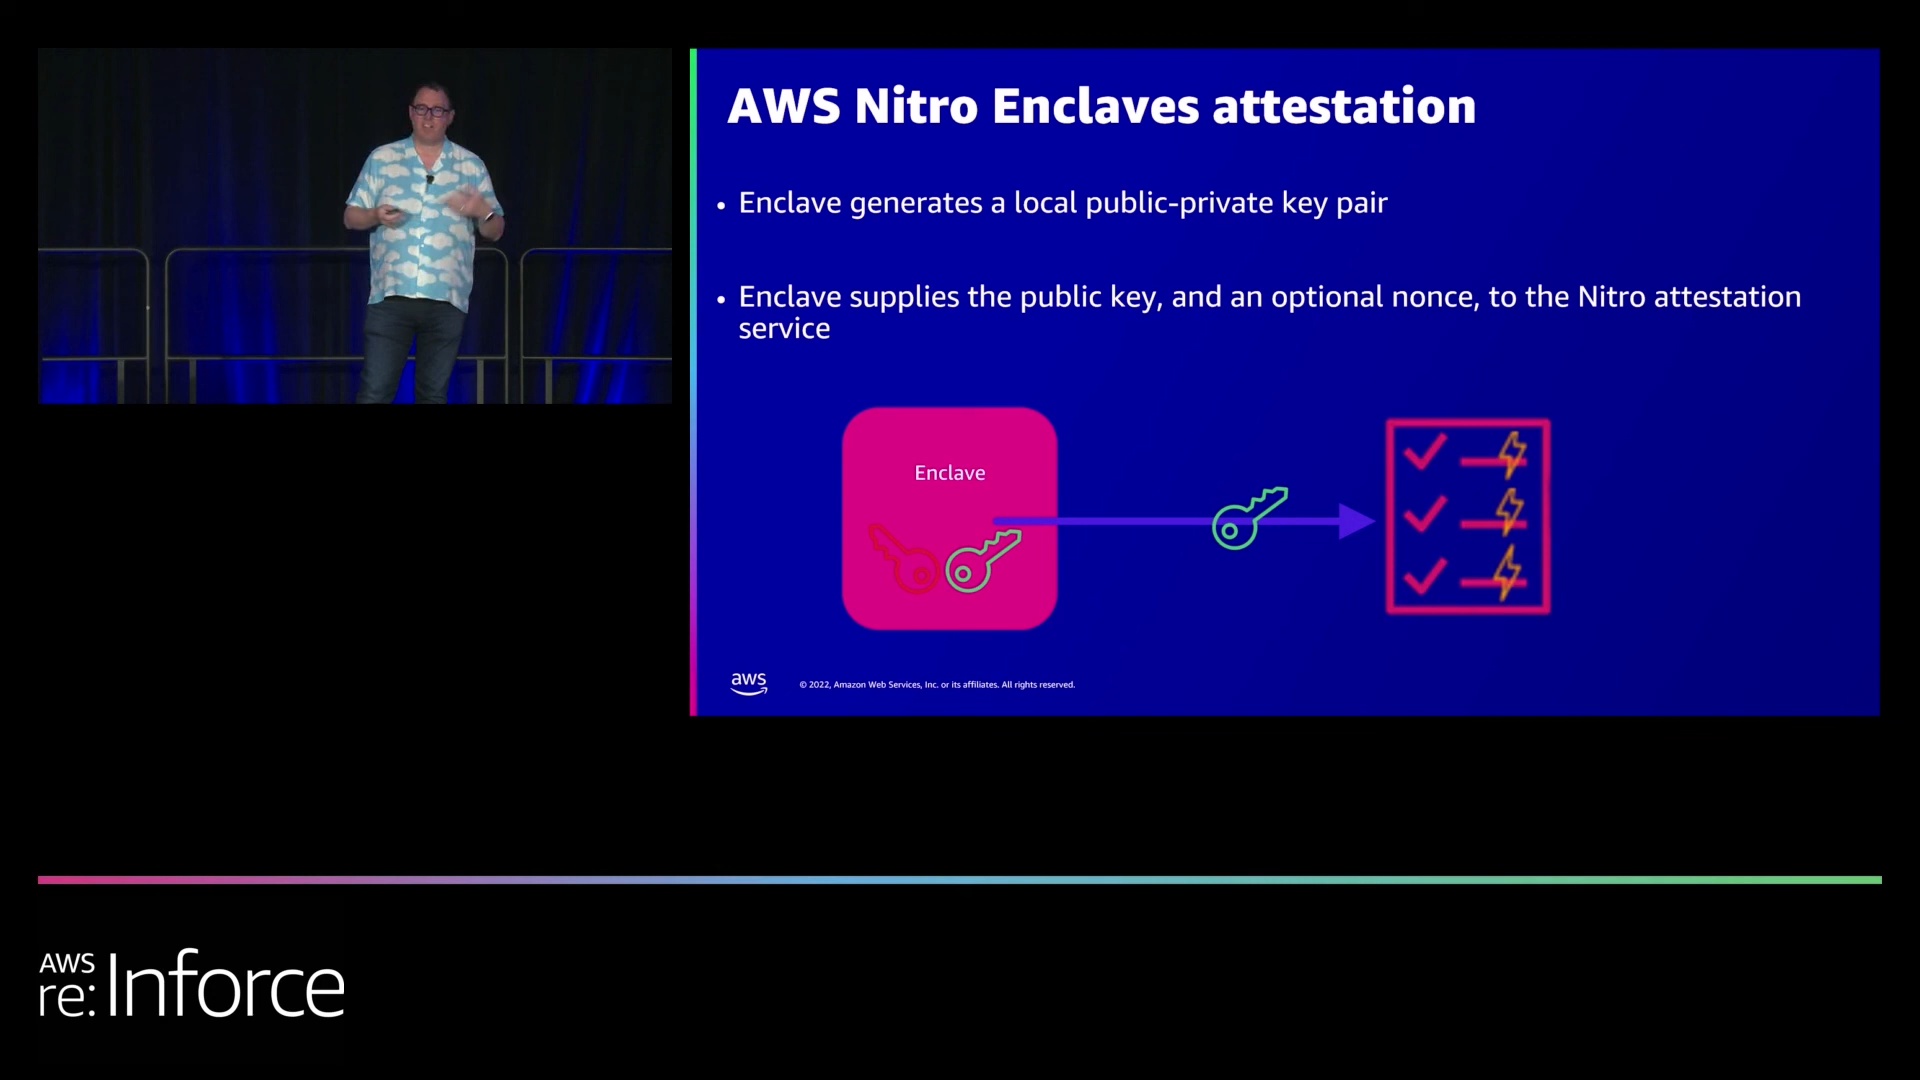 AWS Nitro Enclaves attestation
• Enclave generates a local public-private key pair
• Enclave supplies the public key, and an optional nonce, to the Nitro attestation
service
Enclave
aws
© 2022, Amazon Web Services, Inc. or its affiliates. All rights reserved.
AWS
re:Inforce